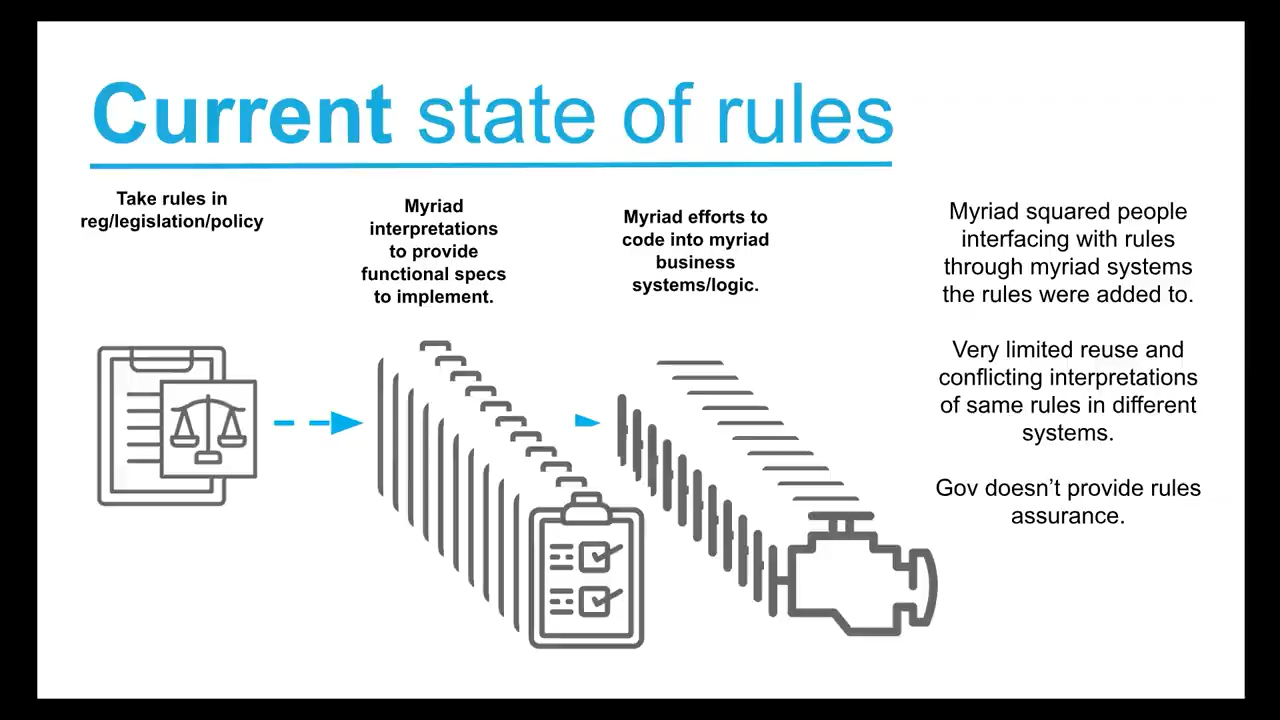 Current state of rules
Take rules in
reg/legislation/policy
Myriad
interpretations
to provide
functional specs
to implement.
Myriad efforts to
code into myriad
business
systems/logic.
Myriad squared people
interfacing with rules
through myriad systems
the rules were added to.
Very limited reuse and
conflicting interpretations
of same rules in different
systems.
Gov doesn’t provide rules
assurance.